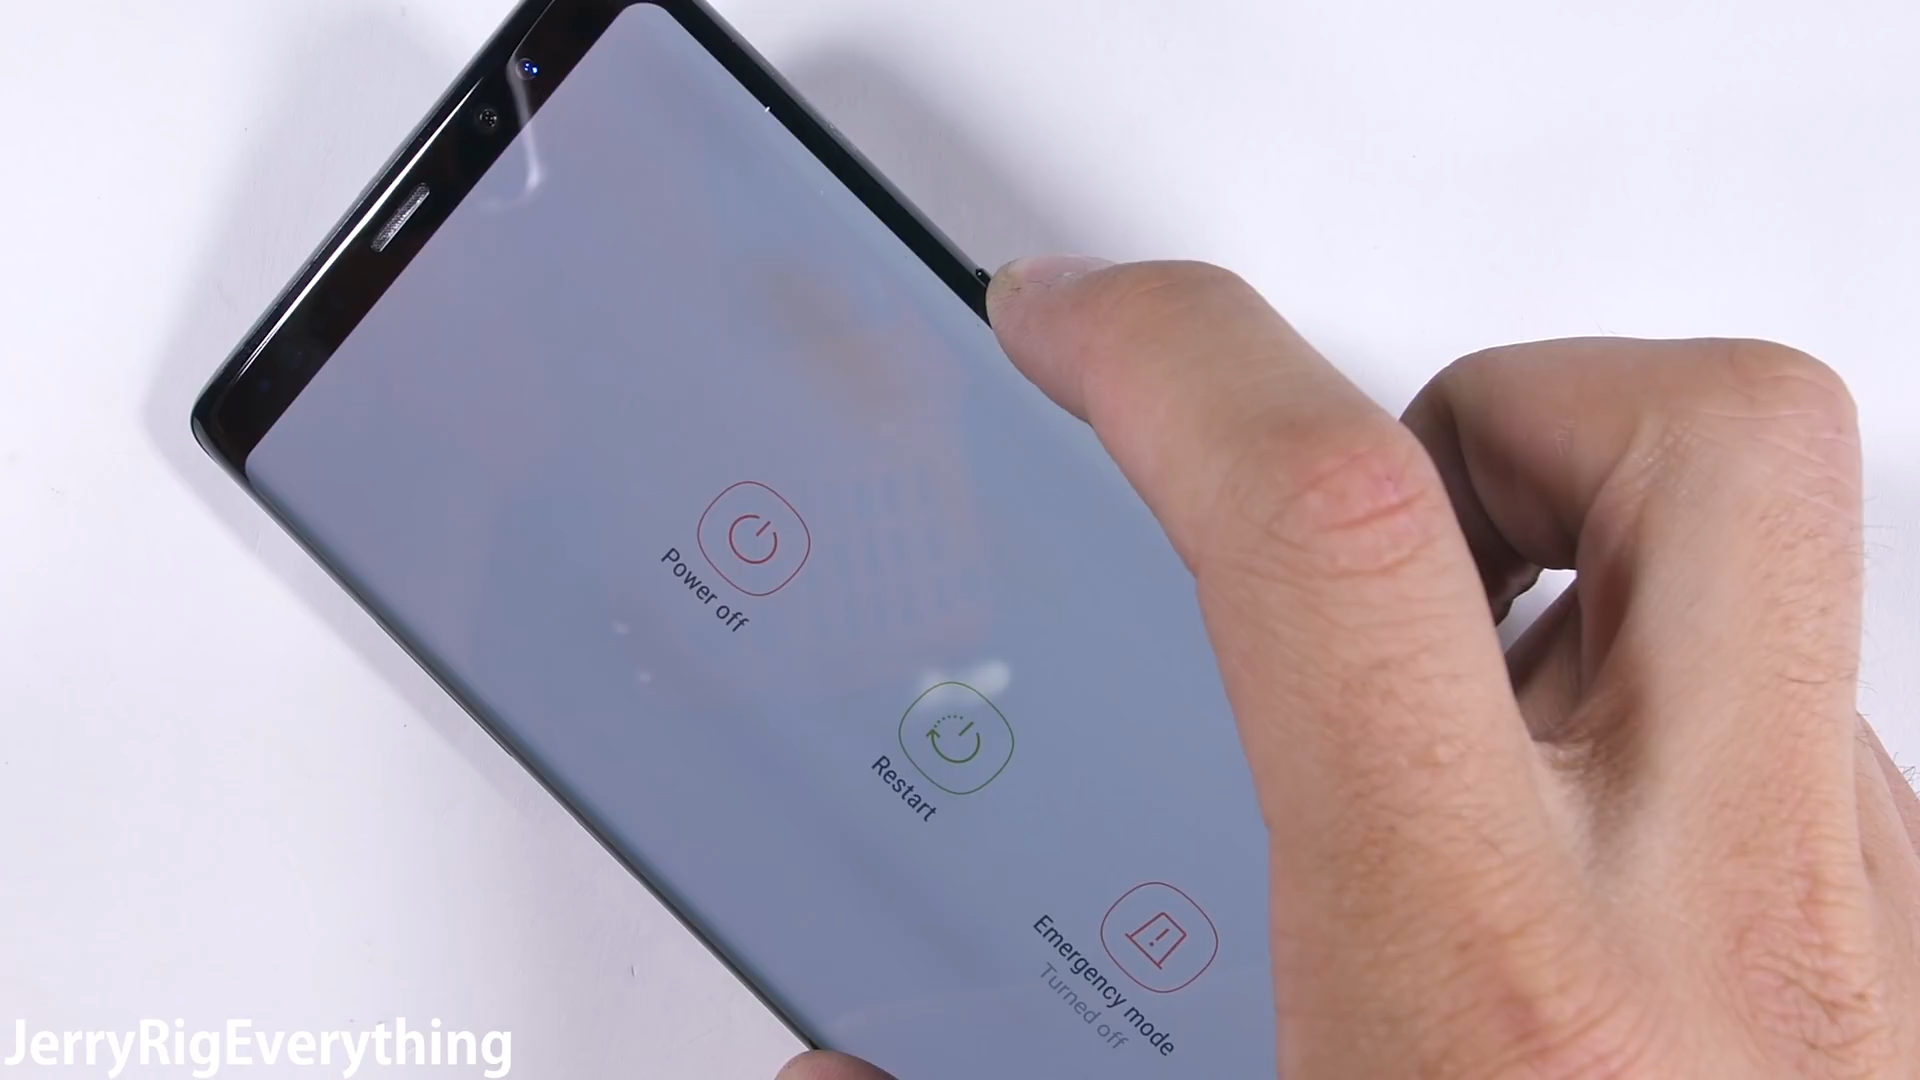 Power off
Restart
Emergency mode
Turned off
JerryRigEverything